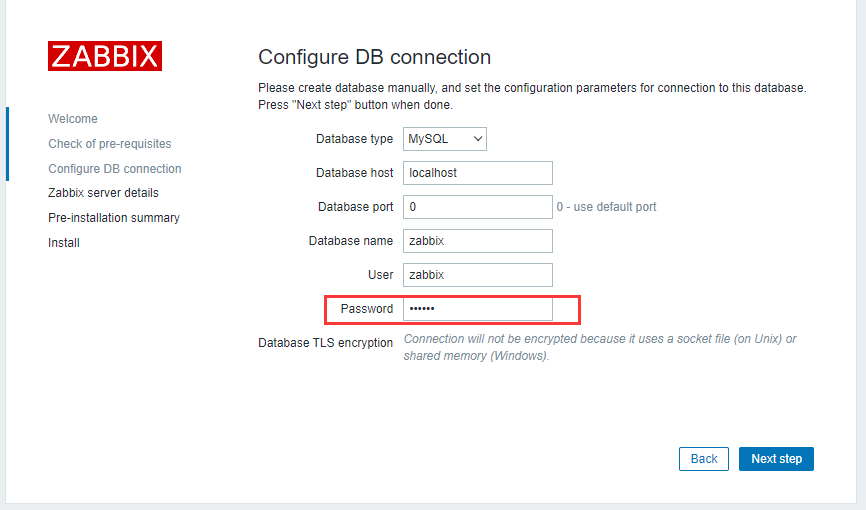 ZABBIX
Welcome
Check of pre-requisites
Configure DB connection
Zabbix server details
Pre-installation summary
Install
Configure DB connection
Please create database manually, and set the configuration parameters for connection to this database.
Press "Next step" button when done.
Database type MySQL
Database host localhost
Database port 0 0 - use default port
Database name zabbix
User zabbix
Password ••••••
Database TLS encryption Connection will not be encrypted because it uses a socket file (on Unix) or
shared memory (Windows).
Back Next step